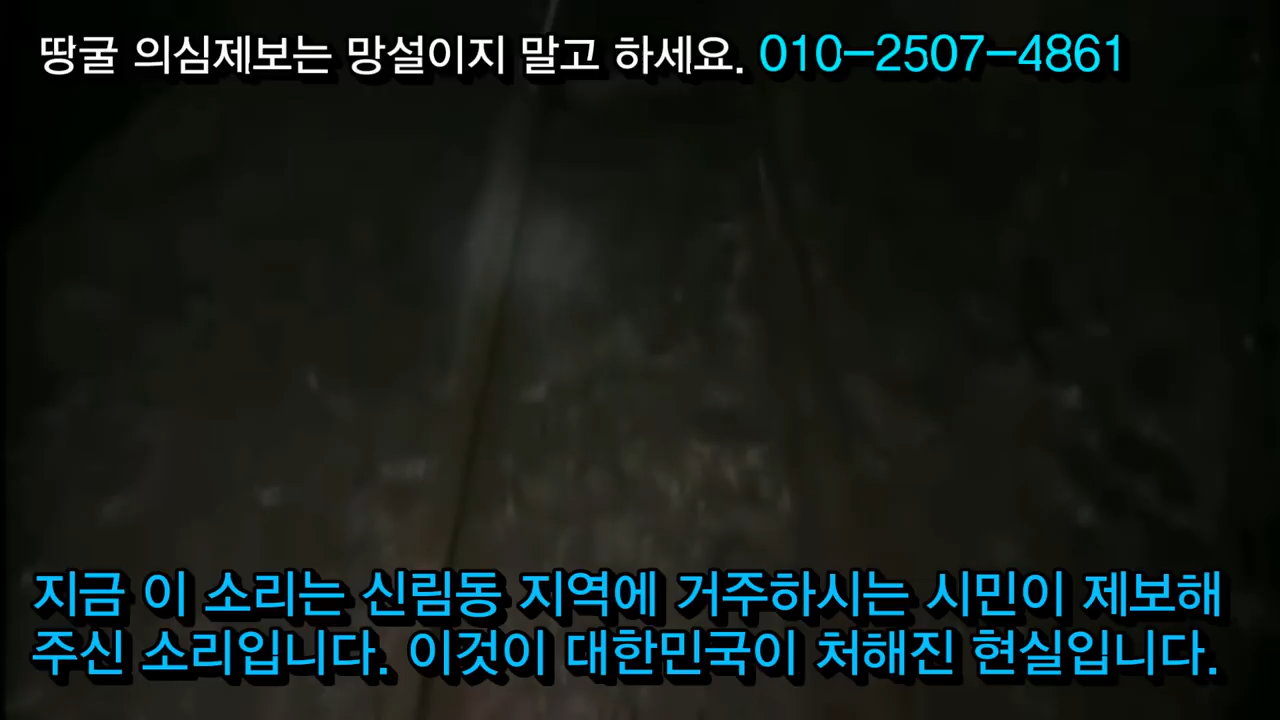 땅굴 의심제보는 망설이지 말고 하세요. 010-2507-4861
지금 이 소리는 신림동 지역에 거주하시는 시민이 제보해
주신 소리입니다. 이것이 대한민국이 처해진 현실입니다.